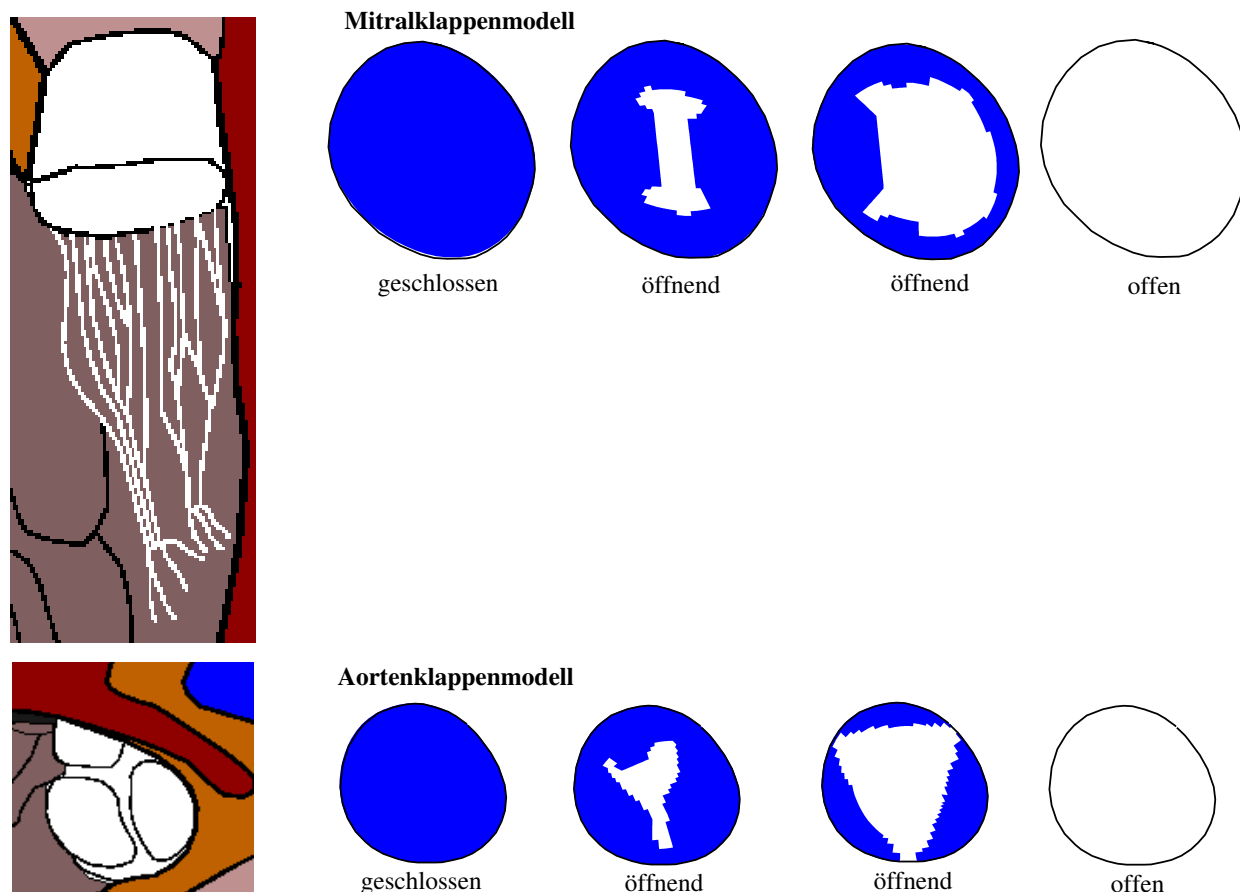 Mitralklappenmodell
geschlossen öffnend öffnend offen
Aortenklappenmodell
geschlossen öffnend öffnend offen